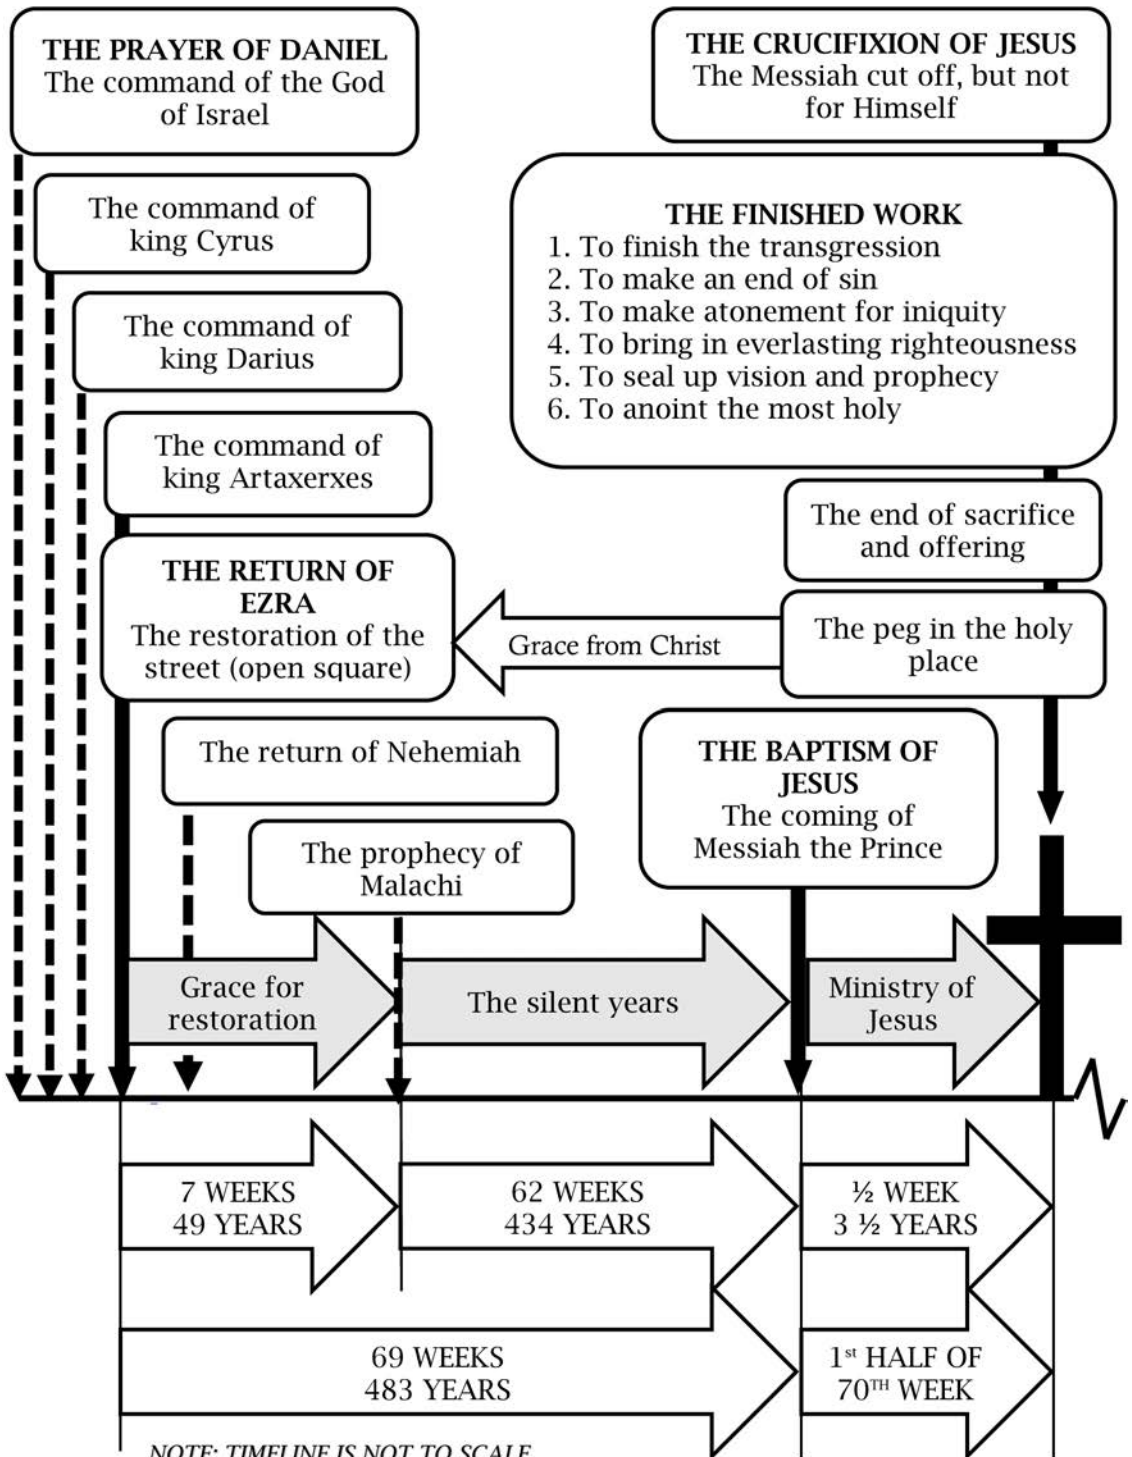 THE PRAYER OF DANIEL
The command of the God
of Israel
THE CRUCIFIXION OF JESUS
The Messiah cut off, but not
for Himself
The command of
king Cyrus
THE FINISHED WORK
1. To finish the transgression
2. To make an end of sin
3. To make atonement for iniquity
4. To bring in everlasting righteousness
5. To seal up vision and prophecy
6. To anoint the most holy
The command of
king Darius
The command of
king Artaxerxes
The end of sacrifice
and offering
THE RETURN OF
EZRA
The restoration of the
street (open square)
Grace from Christ
The peg in the holy
place
The return of Nehemiah
THE BAPTISM OF
JESUS
The coming of
Messiah the Prince
The prophecy of
Malachi
Grace for
restoration
The silent years
Ministry of
Jesus
7 WEEKS
49 YEARS
62 WEEKS
434 YEARS
½ WEEK
3 ½ YEARS
69 WEEKS
483 YEARS
1st HALF OF
70TH WEEK
NOTE: TIMELINE IS NOT TO SCALE